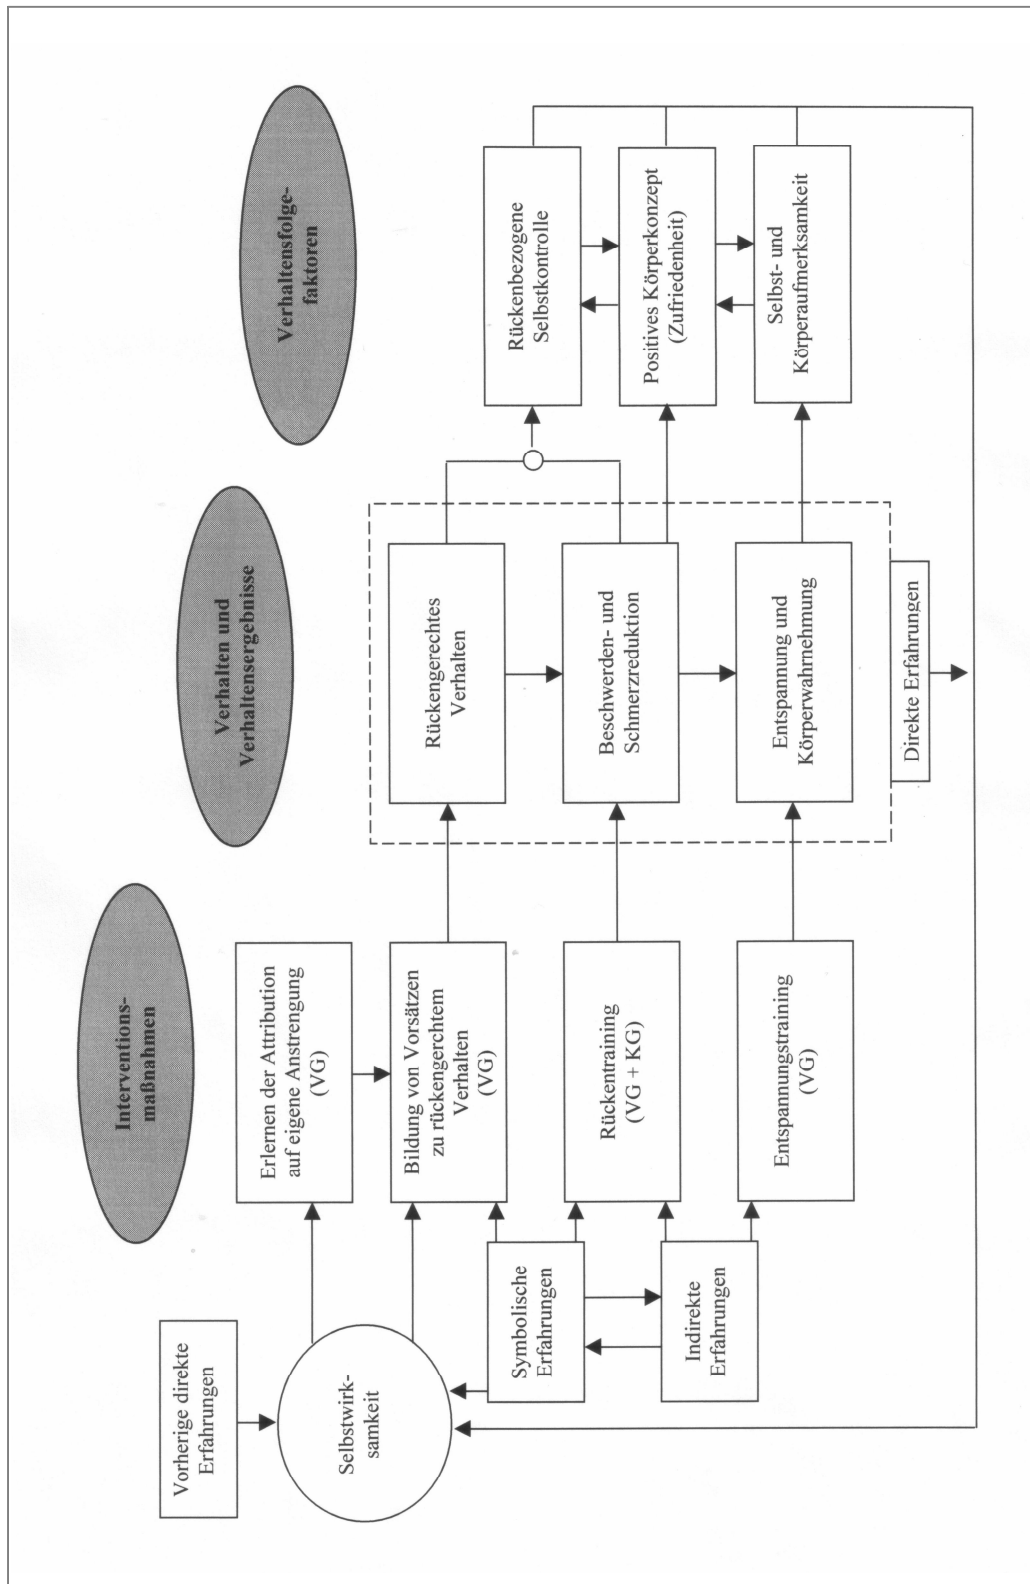 Interventions-
maßnahmen
Verhalten und
Verhaltensergebnisse
Verhaltensfolge-
faktoren
Vorherige direkte
Erfahrungen
Selbstwirk-
samkeit
Symbolische
Erfahrungen
Indirekte
Erfahrungen
Erlernen der Attribution
auf eigene Anstrengung
(VG)
Bildung von Vorsätzen
zu rückengerchtem
Verhalten
(VG)
Rückentraining
(VG + KG)
Entspannungstraining
(VG)
Rückengerechtes
Verhalten
Beschwerden- und
Schmerzreduktion
Entspannung und
Körperwahrnehmung
Direkte Erfahrungen
Rückenbezogene
Selbstkontrolle
Positives Körperkonzept
(Zufriedenheit)
Selbst- und
Körperaufmerksamkeit